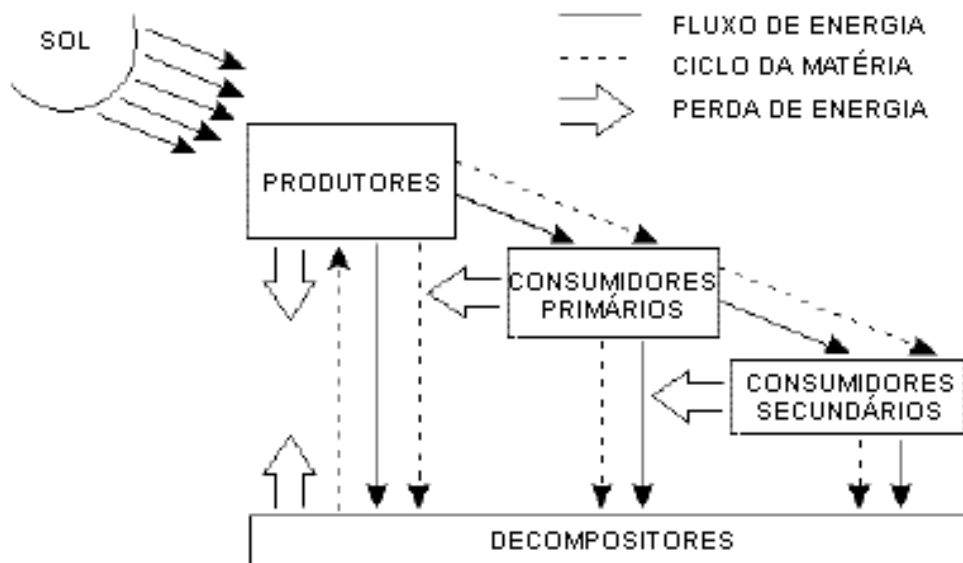 SOL
FLUXO DE ENERGIA
CICLO DA MATÉRIA
PERDA DE ENERGIA
PRODUTORES
CONSUMIDORES
PRIMÁRIOS
CONSUMIDORES
SECUNDÁRIOS
DECOMPOSITORES